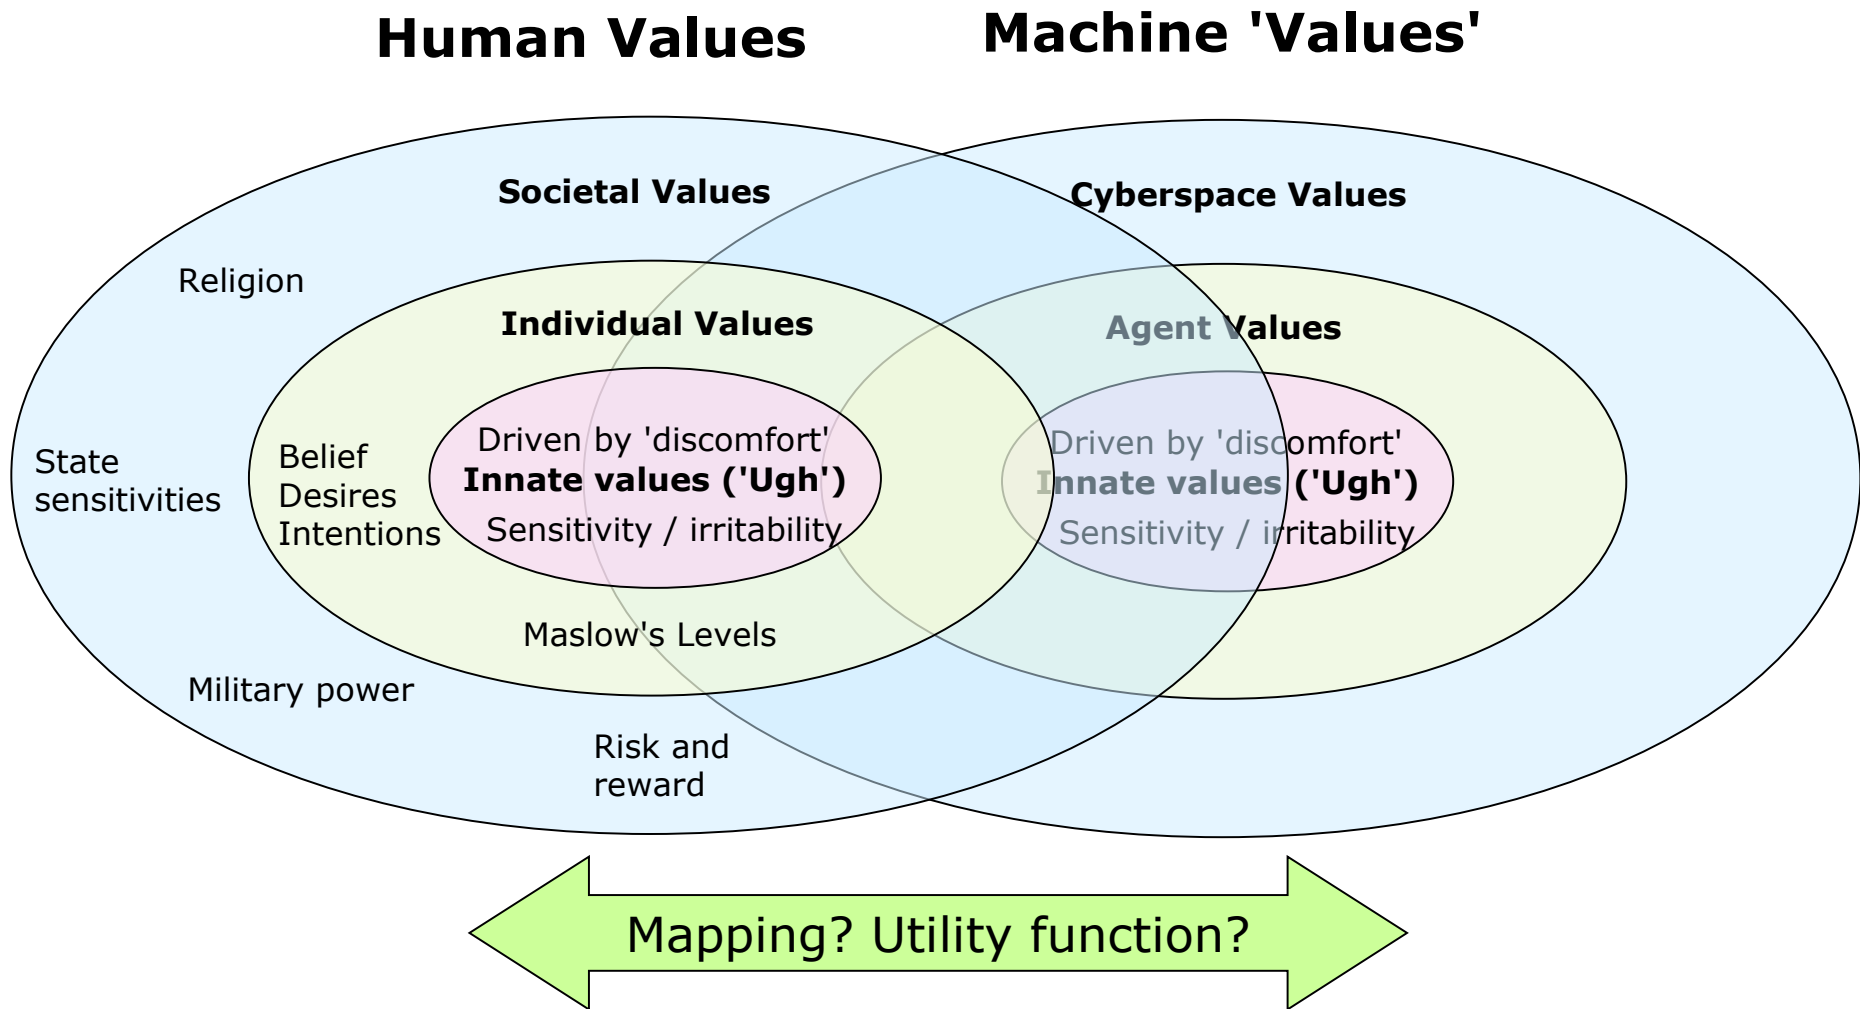 Human Values
Machine 'Values'
Societal Values
Cyberspace Values
Religion
Individual Values
Agent Values
State
sensitivities
Belief
Desires
Intentions
Driven by 'discomfort'
Innate values ('Ugh')
Sensitivity / irritability
Driven by 'discomfort'
Innate values ('Ugh')
Sensitivity / irritability
Maslow's Levels
Military power
Risk and
reward
Mapping? Utility function?